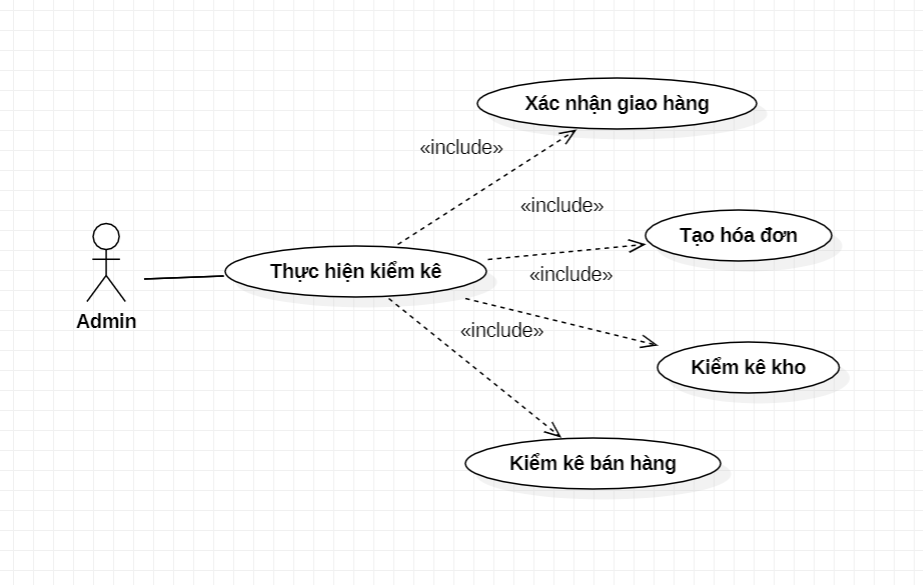 Xác nhận giao hàng
«include»
«include»
Tạo hóa đơn
Thực hiện kiểm kê
«include»
Admin
«include»
Kiểm kê kho
Kiểm kê bán hàng